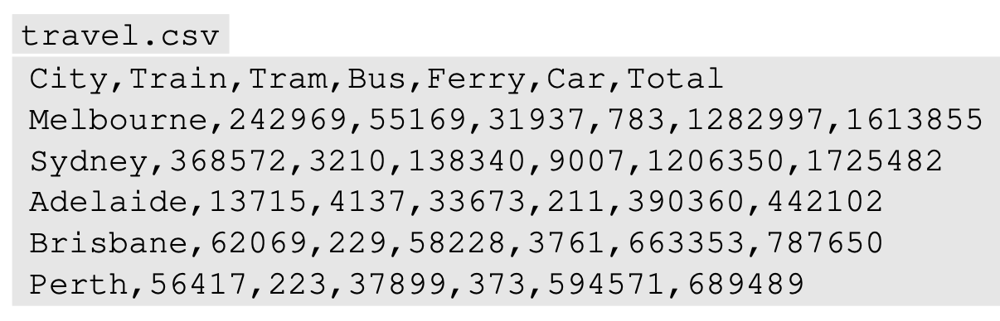 travel.csv
City,Train,Tram,Bus,Ferry,Car,Total
Melbourne,242969,55169,31937,783,1282997,1613855
Sydney,368572,3210,138340,9007,1206350,1725482
Adelaide,13715,4137,33673,211,390360,442102
Brisbane,62069,229,58228,3761,663353,787650
Perth,56417,223,37899,373,594571,689489